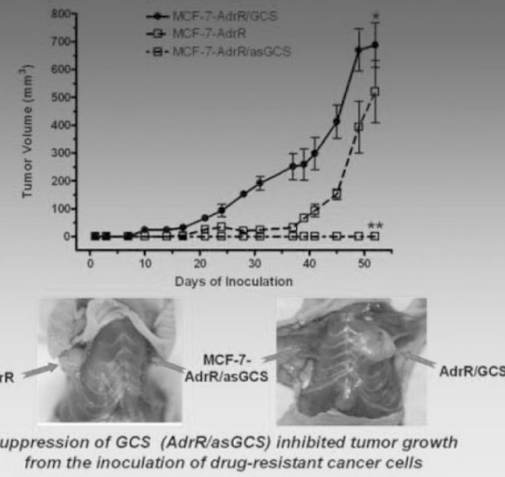 800
700
600
500
400
300
200
100
0
Tumor Volume (mm³)
MCF-7-AdrR/GCS
MCF-7-AdrR
MCF-7-AdrR/asGCS
*
**
0 10 20 30 40 50
Days of Inoculation
rR
MCF-7-
AdrR/asGCS
AdrR/GCS
uppression of GCS (AdrR/asGCS) inhibited tumor growth
from the inoculation of drug-resistant cancer cells